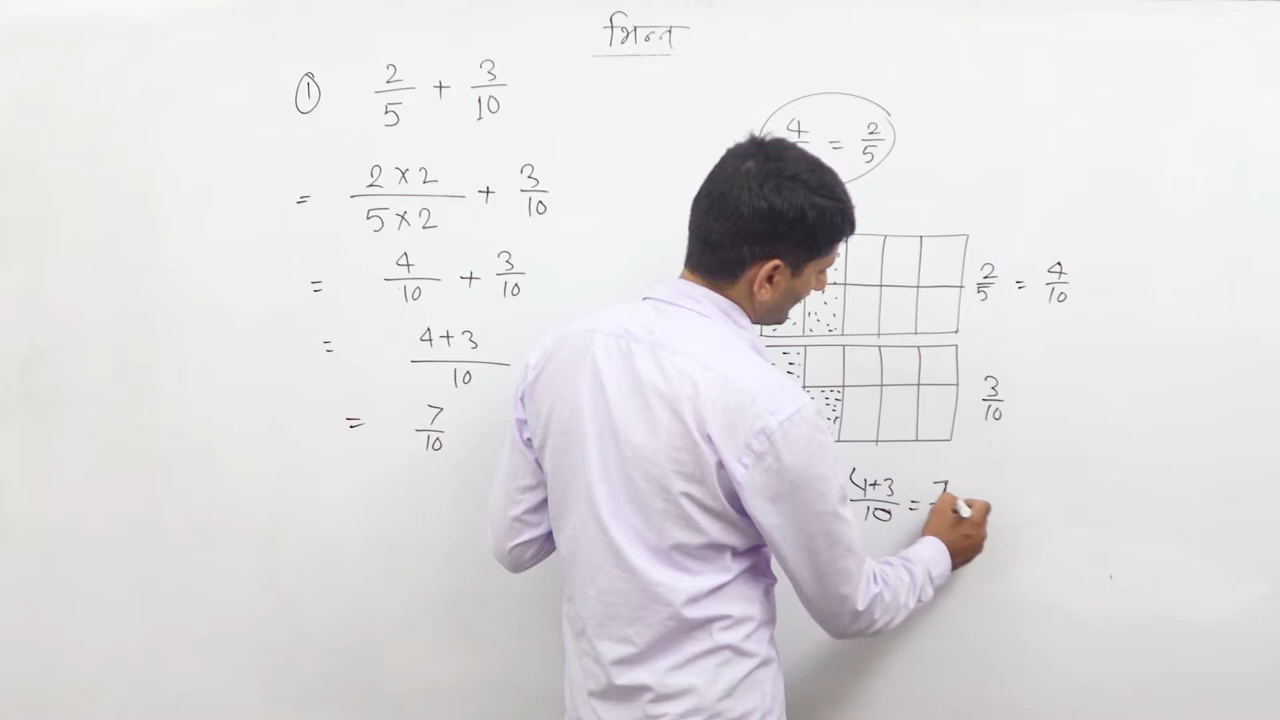 भिन्न
① 2/5 + 3/10
= 2×2/5×2 + 3/10
= 4/10 + 3/10
= 4+3/10
= 7/10
4 = 2/5
2/5 = 4/10
3/10
4+3/10 = 7